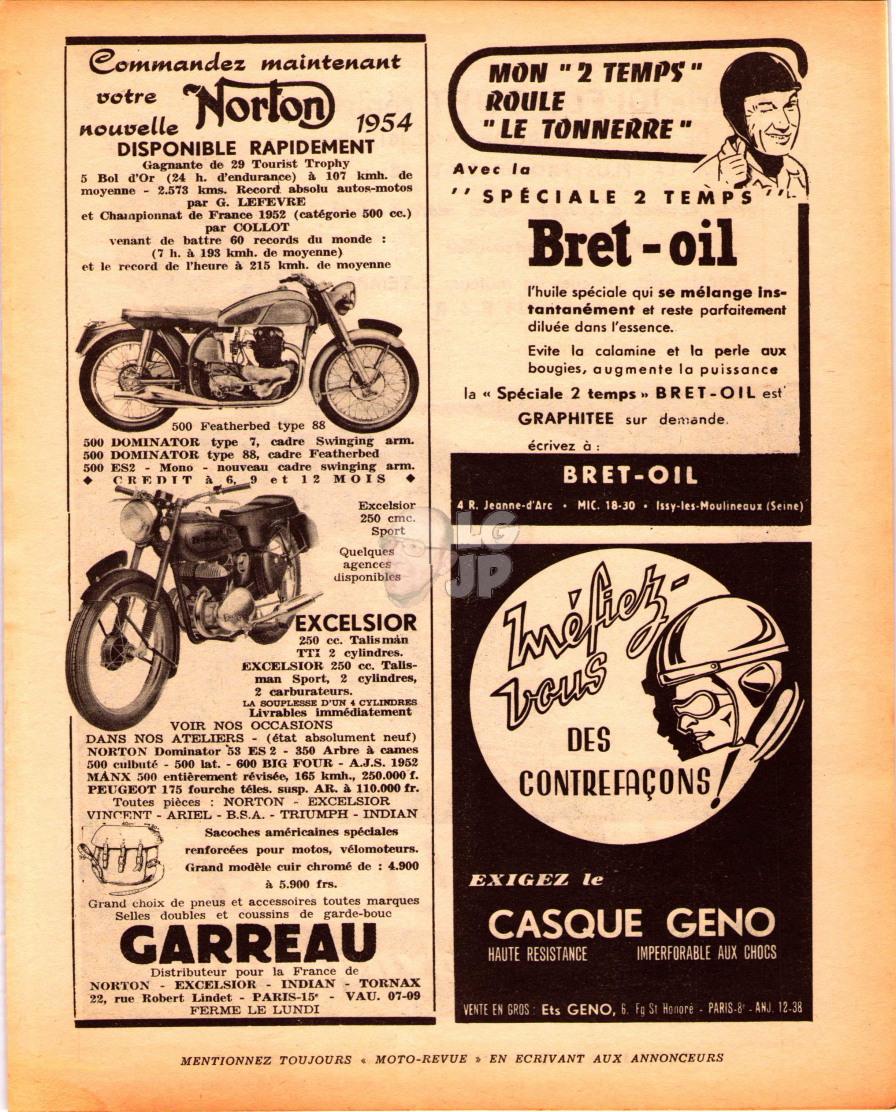 Commandez maintenant
votre
nouvelle
Norton
1954
DISPONIBLE RAPIDEMENT
Gagnante de 29 Tourist Trophy
5 Bol d'Or (24 h. d'endurance) à 107 kmh. de
moyenne - 2.573 kms. Record absolu autos-motos
par G. LEFEVRE
et Championnat de France 1952 (catégorie 500 cc.)
par COLLOT
venant de battre 60 records du monde :
(7 h. à 193 kmh. de moyenne)
et le record de l'heure à 215 kmh. de moyenne
500 Featherbed type 88
500 DOMINATOR type 7, cadre Swinging arm.
500 DOMINATOR type 88, cadre Featherbed
500 ES2 - Mono - nouveau cadre swinging arm.
◆ CREDIT à 6, 9 et 12 MOIS ◆
Excelsior
250 cmc.
Sport
Quelques
agences
disponibles
EXCELSIOR
250 cc. Talisman
TTI 2 cylindres.
EXCELSIOR 250 cc. Talis-
man Sport, 2 cylindres,
2 carburateurs.
LA SOUPLESSE D'UN 4 CYLINDRES
Livrables immédiatement
VOIR NOS OCCASIONS
DANS NOS ATELIERS - (état absolument neuf)
NORTON Dominator 53 ES 2 - 350 Arbre à cames
500 culbuté - 500 lat. - 600 BIG FOUR - A.J.S. 1952
MANX 500 entièrement révisée, 165 kmh., 250.000 f.
PEUGEOT 175 fourche téles. susp. AR. à 110.000 fr.
Toutes pièces : NORTON - EXCELSIOR
VINCENT - ARIEL - B.S.A. - TRIUMPH - INDIAN
Sacoches américaines spéciales
renforcées pour motos, vélomoteurs.
Grand modèle cuir chromé de : 4.900
à 5.900 frs.
Grand choix de pneus et accessoires toutes marques
Selles doubles et coussins de garde-bouc
GARREAU
Distributeur pour la France de
NORTON - EXCELSIOR - INDIAN - TORNAX
22, rue Robert Lindet - PARIS-15e - VAU. 07-09
FERME LE LUNDI
MON "2 TEMPS"
ROULE
"LE TONNERRE"
Avec la
"SPÉCIALE 2 TEMPS"
Bret-oil
l'huile spéciale qui se mélange ins-
tantanément et reste parfaitement
diluée dans l'essence.
Evite la calamine et la perle aux
bougies, augmente la puissance
la « Spéciale 2 temps » BRET-OIL est
GRAPHITEE sur demande.
écrivez à :
BRET-OIL
4 R. Jeanne-d'Arc • MIC. 18-30 • Issy-les-Moulineaux (Seine)
LG
JP
Méfiez-
vous
DES
CONTREFAÇONS!
EXIGEZ le
CASQUE GENO
HAUTE RESISTANCE IMPERFORABLE AUX CHOCS
VENTE EN GROS : Ets GENO, 6, Fg St Honoré - PARIS-8e - ANJ. 12-38
MENTIONNEZ TOUJOURS « MOTO-REVUE » EN ECRIVANT AUX ANNONCEURS